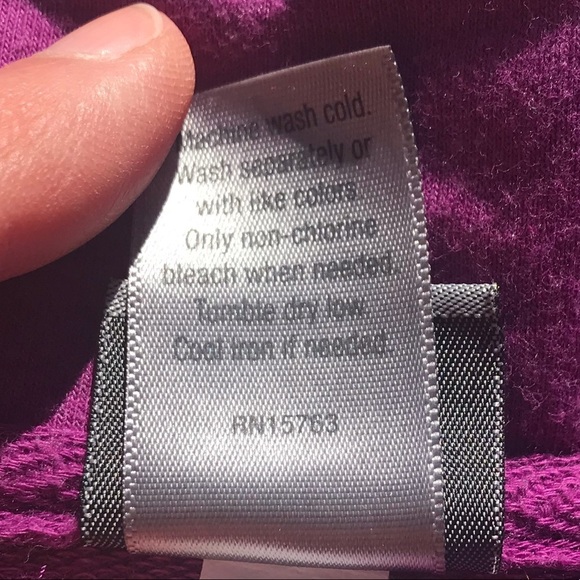 Machine wash cold.
Wash separately or
with like colors.
Only non-chlorine
bleach when needed.
Tumble dry low.
Cool iron if needed.
RN15763